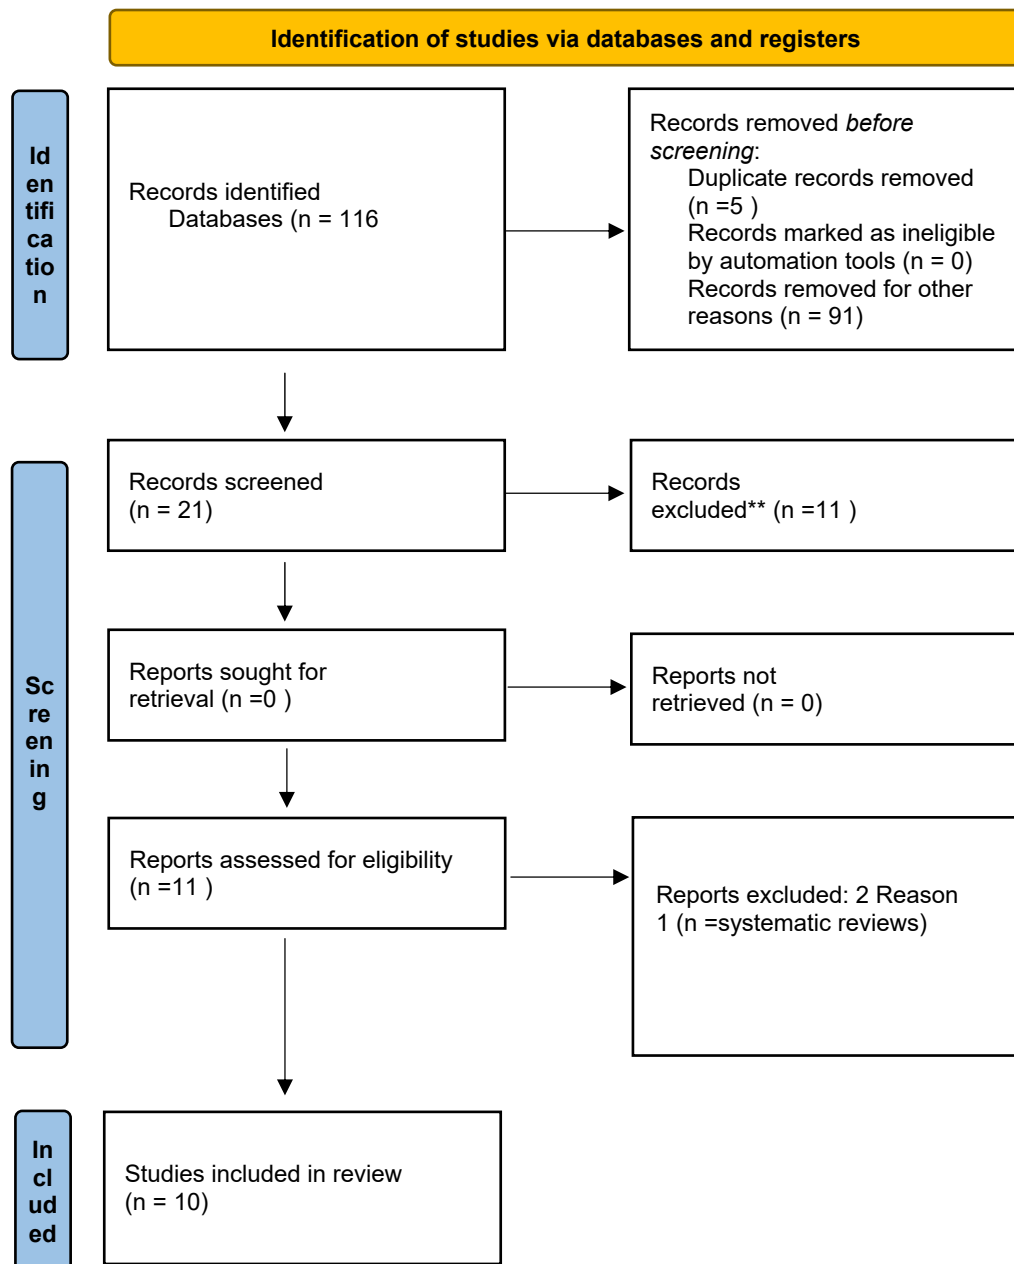 Identification of studies via databases and registers
Id
en
tifi
ca
tio
n
Records identified
Databases (n = 116
Records removed before
screening:
Duplicate records removed
(n =5 )
Records marked as ineligible
by automation tools (n = 0)
Records removed for other
reasons (n = 91)
Sc
re
en
in
g
Records screened
(n = 21)
Records
excluded** (n =11 )
Reports sought for
retrieval (n =0 )
Reports not
retrieved (n = 0)
Reports assessed for eligibility
(n =11 )
Reports excluded: 2 Reason
1 (n =systematic reviews)
In
cl
ud
ed
Studies included in review
(n = 10)